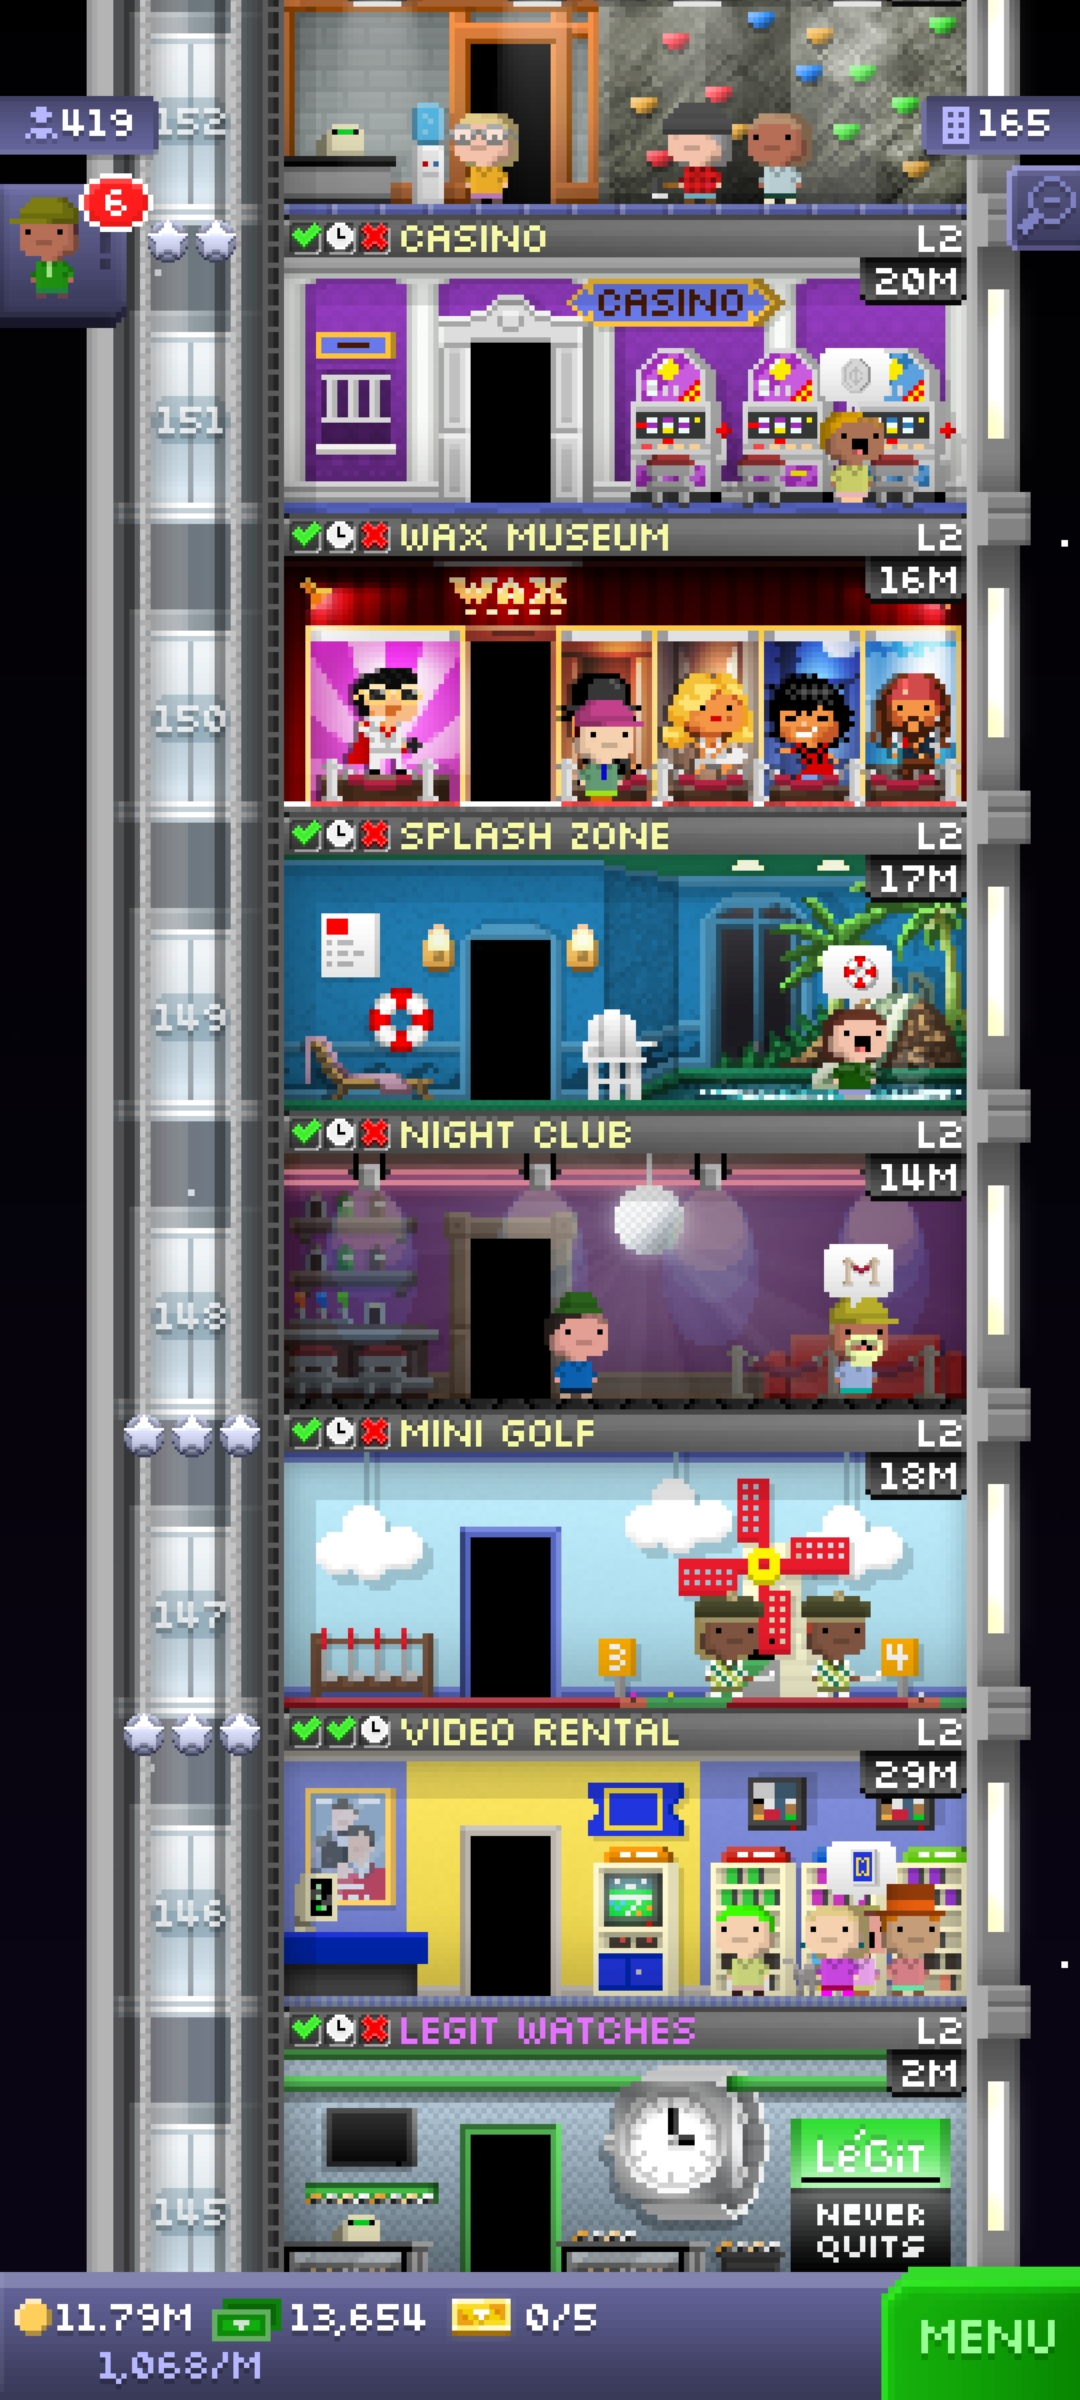 419
152
165
6
CASINO L2
20M
CASINO
151
WAX MUSEUM L2
16M
WAX
150
SPLASH ZONE L2
17M
149
NIGHT CLUB L2
14M
148
MINI GOLF L2
18M
147
3
4
VIDEO RENTAL L2
29M
146
LEGIT WATCHES L2
2M
LéGiT
NEVER
QUITS
145
11.79M 13,654 0/5
1,068/M
MENU